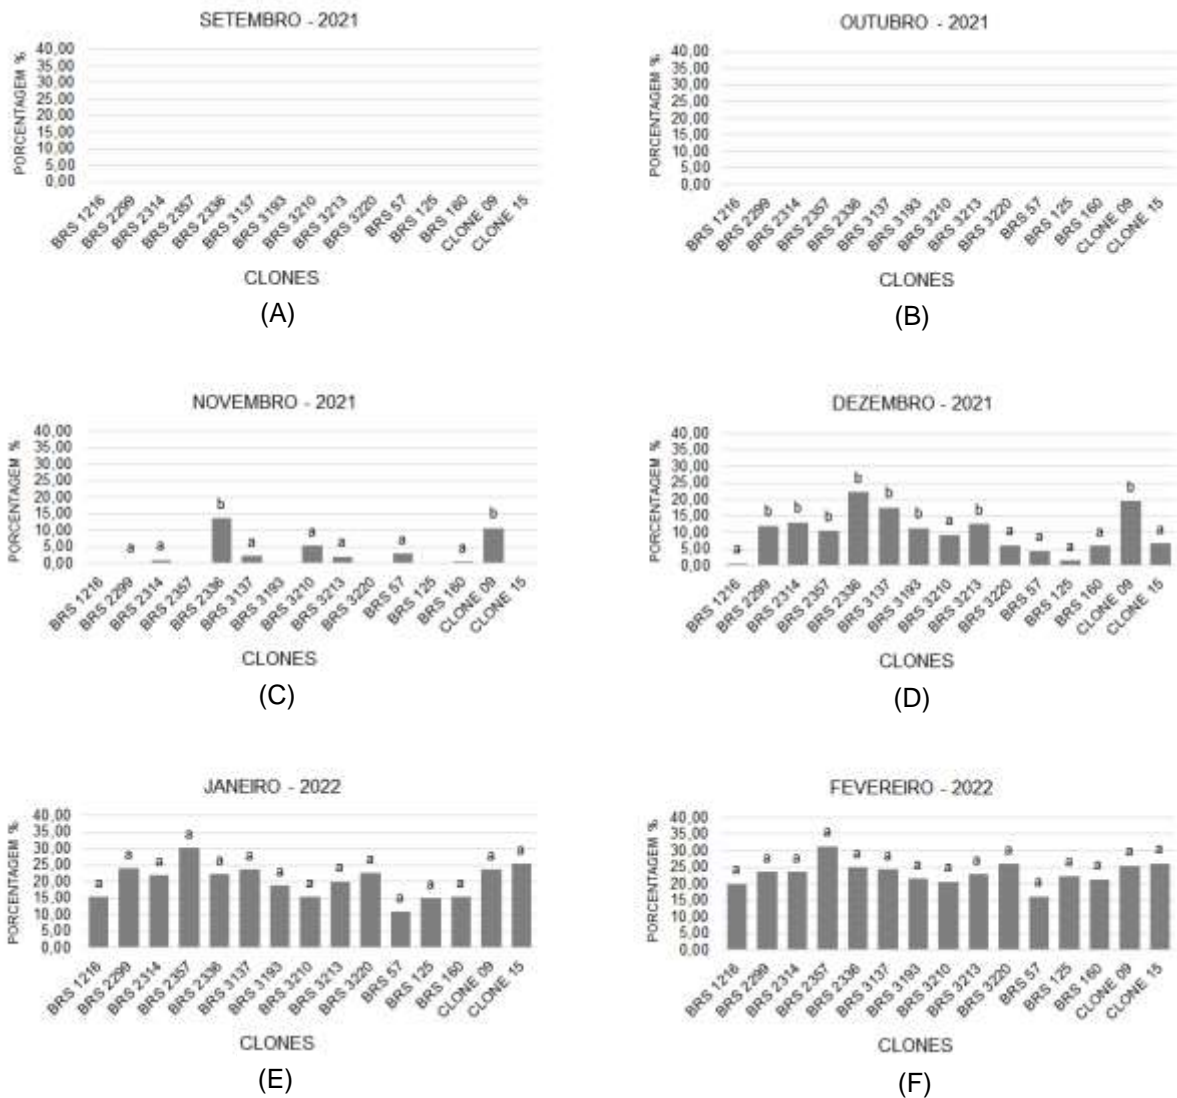 SETEMBRO - 2021
PORCENTAGEM %
40,00
35,00
30,00
25,00
20,00
15,00
10,00
5,00
0,00
BRS 1216
BRS 2299
BRS 2314
BRS 2357
BRS 2336
BRS 3137
BRS 3193
BRS 3210
BRS 3213
BRS 3220
BRS 57
BRS 125
BRS 160
CLONE 09
CLONE 15
CLONES
(A)
OUTUBRO - 2021
PORCENTAGEM %
40,00
35,00
30,00
25,00
20,00
15,00
10,00
5,00
0,00
BRS 1216
BRS 2299
BRS 2314
BRS 2357
BRS 2336
BRS 3137
BRS 3193
BRS 3210
BRS 3213
BRS 3220
BRS 57
BRS 125
BRS 160
CLONE 09
CLONE 15
CLONES
(B)
NOVEMBRO - 2021
PORCENTAGEM %
40,00
35,00
30,00
25,00
20,00
15,00
10,00
5,00
0,00
a a b a a a a a b
BRS 1216
BRS 2299
BRS 2314
BRS 2357
BRS 2336
BRS 3137
BRS 3193
BRS 3210
BRS 3213
BRS 3220
BRS 57
BRS 125
BRS 160
CLONE 09
CLONE 15
CLONES
(C)
DEZEMBRO - 2021
PORCENTAGEM %
40,00
35,00
30,00
25,00
20,00
15,00
10,00
5,00
0,00
a b b b b b b a b a a a a b a
BRS 1216
BRS 2299
BRS 2314
BRS 2357
BRS 2336
BRS 3137
BRS 3193
BRS 3210
BRS 3213
BRS 3220
BRS 57
BRS 125
BRS 160
CLONE 09
CLONE 15
CLONES
(D)
JANEIRO - 2022
PORCENTAGEM %
40,00
35,00
30,00
25,00
20,00
15,00
10,00
5,00
0,00
a a a a a a a a a a a a a a a
BRS 1216
BRS 2299
BRS 2314
BRS 2357
BRS 2336
BRS 3137
BRS 3193
BRS 3210
BRS 3213
BRS 3220
BRS 57
BRS 125
BRS 160
CLONE 09
CLONE 15
CLONES
(E)
FEVEREIRO - 2022
PORCENTAGEM %
40,00
35,00
30,00
25,00
20,00
15,00
10,00
5,00
0,00
a a a a a a a a a a a a a a a
BRS 1216
BRS 2299
BRS 2314
BRS 2357
BRS 2336
BRS 3137
BRS 3193
BRS 3210
BRS 3213
BRS 3220
BRS 57
BRS 125
BRS 160
CLONE 09
CLONE 15
CLONES
(F)